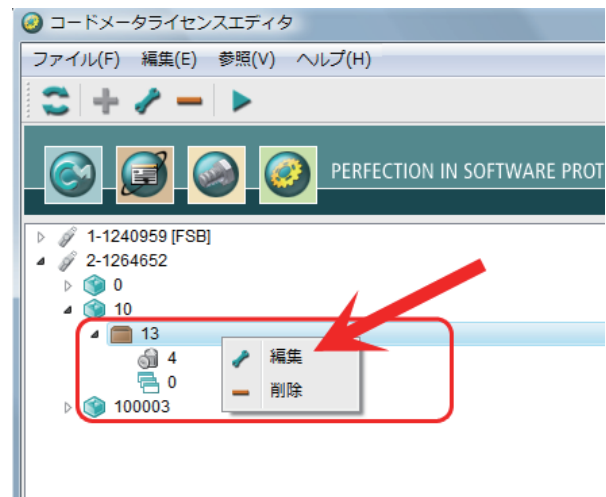 コードメータライセンスエディタ
ファイル(F) 編集(E) 参照(V) ヘルプ(H)
PERFECTION IN SOFTWARE PROT
1-1240959 [FSB]
2-1264652
0
10
13
4
編集
0
削除
100003